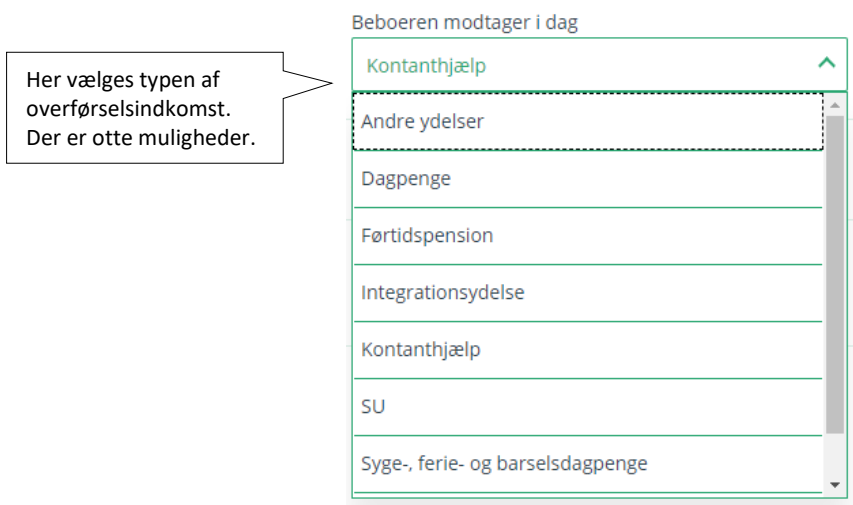 Beboeren modtager i dag
Her vælges typen af
overførselsindkomst.
Der er otte muligheder.
Kontanthjælp
Andre ydelser
Dagpenge
Førtidspension
Integrationsydelse
Kontanthjælp
SU
Syge-, ferie- og barselsdagpenge